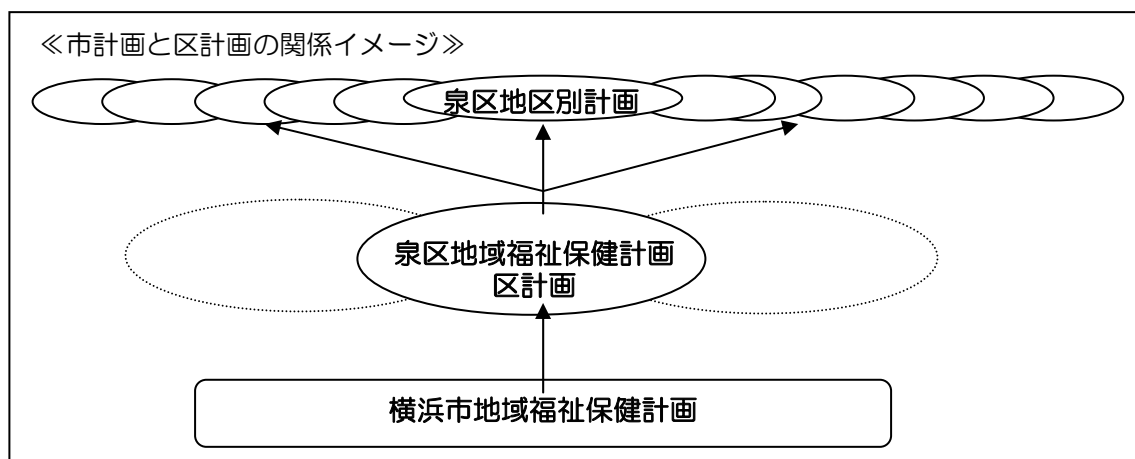 ≪市計画と区計画の関係イメージ≫
泉区地区別計画
泉区地域福祉保健計画
区計画
横浜市地域福祉保健計画